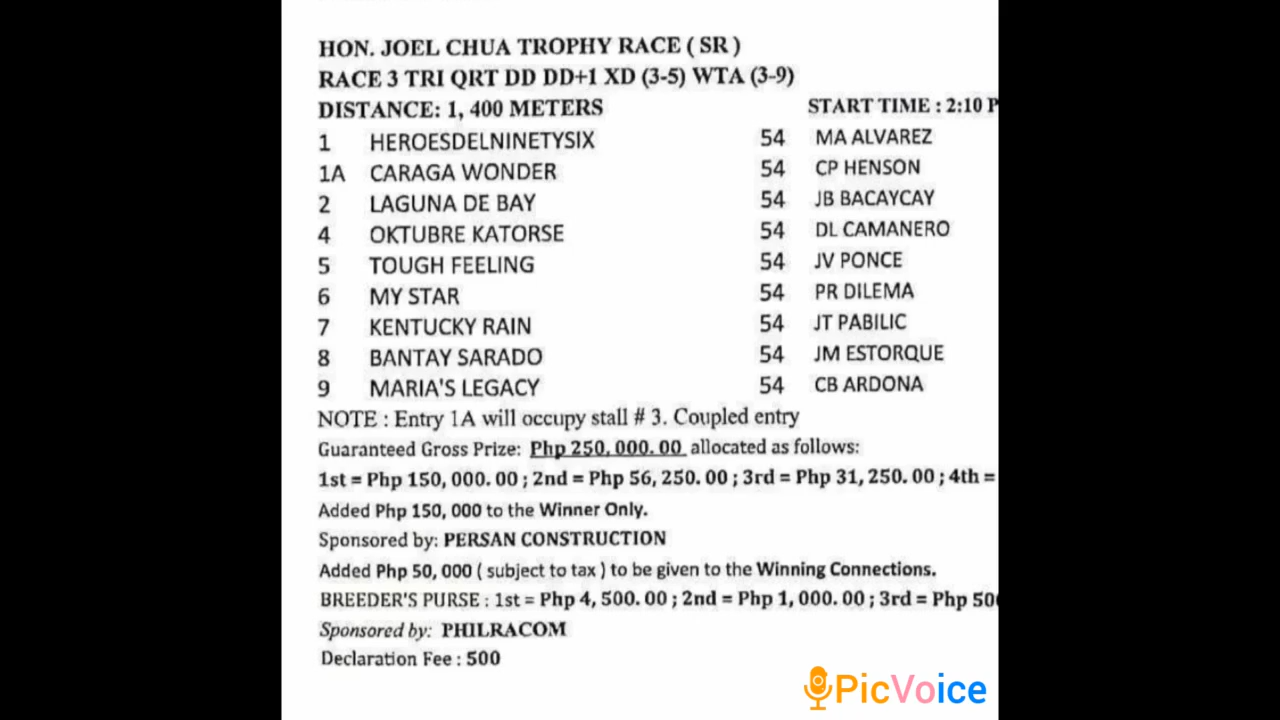 HON. JOEL CHUA TROPHY RACE ( SR )
RACE 3 TRI QRT DD DD+1 XD (3-5) WTA (3-9)
DISTANCE: 1, 400 METERS START TIME : 2:10 P
1 HEROESDELNINETYSIX 54 MA ALVAREZ
1A CARAGA WONDER 54 CP HENSON
2 LAGUNA DE BAY 54 JB BACAYCAY
4 OKTUBRE KATORSE 54 DL CAMANERO
5 TOUGH FEELING 54 JV PONCE
6 MY STAR 54 PR DILEMA
7 KENTUCKY RAIN 54 JT PABILIC
8 BANTAY SARADO 54 JM ESTORQUE
9 MARIA'S LEGACY 54 CB ARDONA
NOTE : Entry 1A will occupy stall # 3. Coupled entry
Guaranteed Gross Prize: Php 250, 000. 00 allocated as follows:
1st = Php 150, 000. 00 ; 2nd = Php 56, 250. 00 ; 3rd = Php 31, 250. 00 ; 4th =
Added Php 150, 000 to the Winner Only.
Sponsored by: PERSAN CONSTRUCTION
Added Php 50, 000 ( subject to tax ) to be given to the Winning Connections.
BREEDER'S PURSE : 1st = Php 4, 500. 00 ; 2nd = Php 1, 000. 00 ; 3rd = Php 50
Sponsored by: PHILRACOM
Declaration Fee : 500
PicVoice